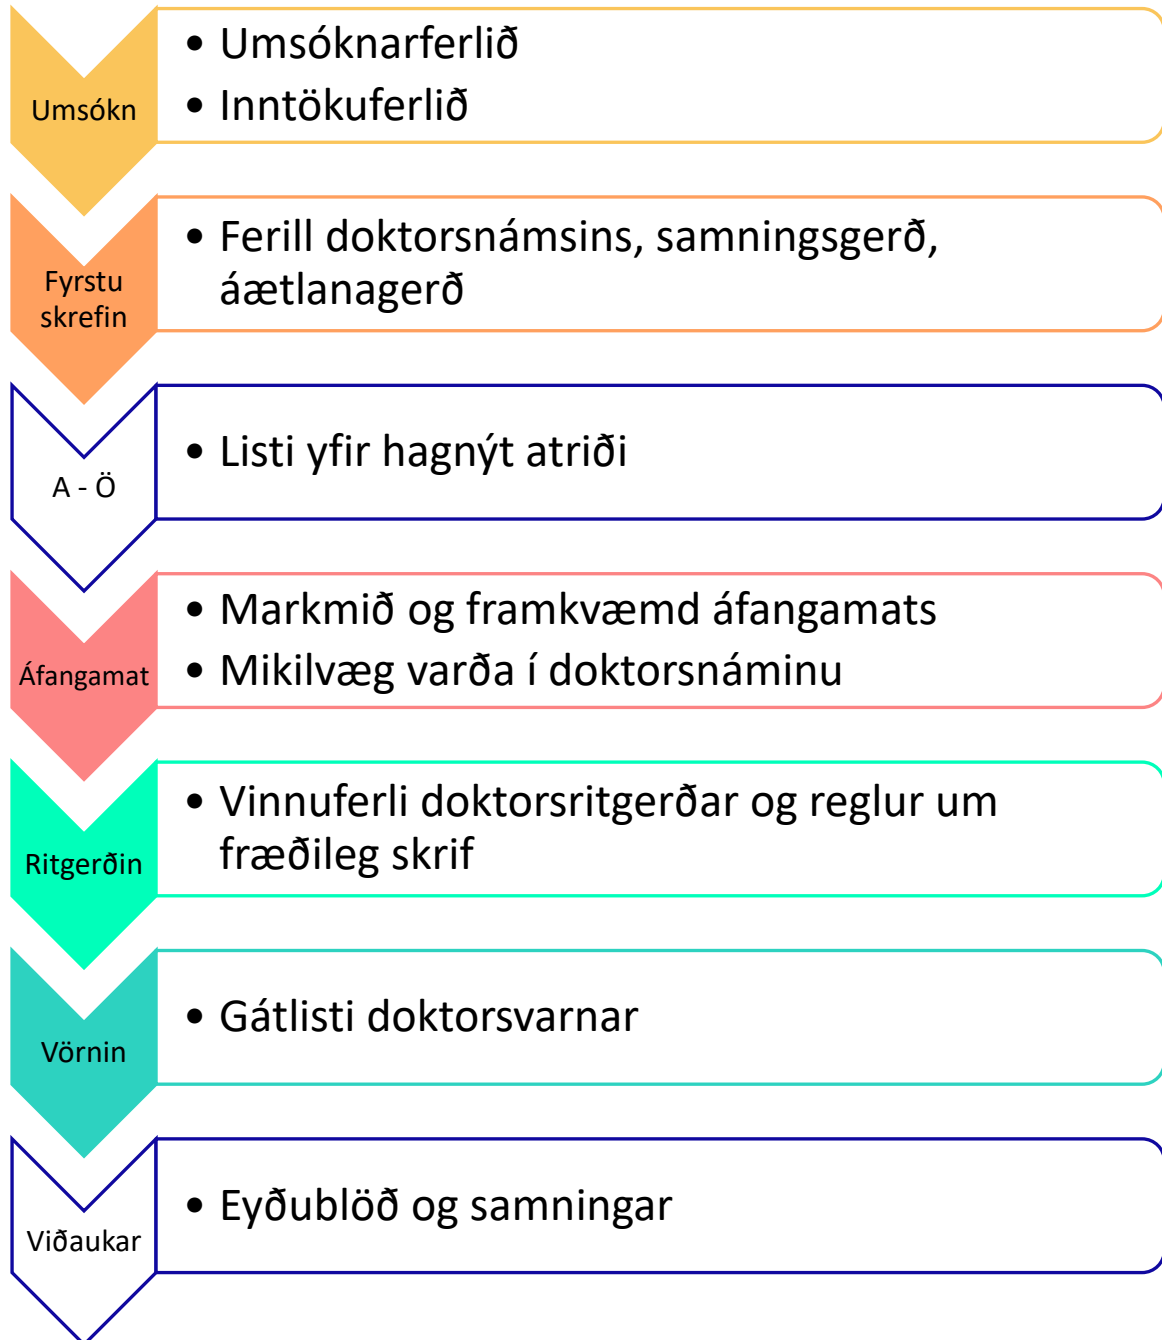 Umsókn
• Umsóknarferlið
• Inntökuferlið
Fyrstu
skrefin
• Ferill doktorsnámsins, samningsgerð,
áætlanagerð
A - Ö
• Listi yfir hagnýt atriði
Áfangamat
• Markmið og framkvæmd áfangamats
• Mikilvæg varða í doktorsnáminu
Ritgerðin
• Vinnuferli doktorsritgerðar og reglur um
fræðileg skrif
Vörnin
• Gátlisti doktorsvarnar
Viðaukar
• Eyðublöð og samningar